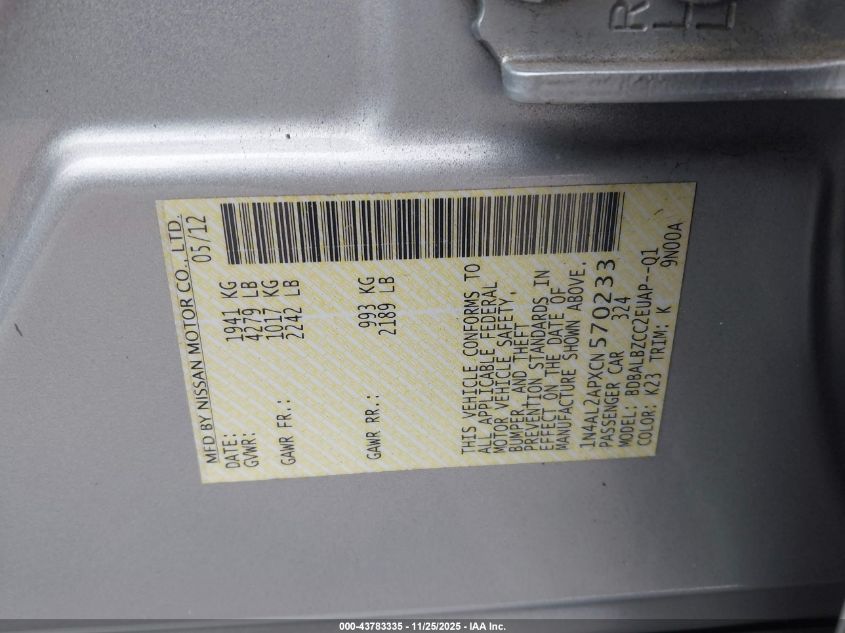 MFD BY NISSAN MOTOR CO., LTD.
DATE: 05/12
GVWR: 1941 KG
4279 LB
GAWR FR.: 1017 KG
2242 LB
GAWR RR.: 993 KG
2189 LB
THIS VEHICLE CONFORMS TO
ALL APPLICABLE FEDERAL
MOTOR VEHICLE SAFETY,
BUMPER, AND THEFT
PREVENTION STANDARDS IN
EFFECT ON THE DATE OF
MANUFACTURE SHOWN ABOVE.
1N4AL2APXCN570233
PASSENGER CAR 324
MODEL: BDBALBZCC2EUAP--Q1
COLOR: K23 TRIM: K 9N00A
000-43783335 - 11/25/2025 - IAA Inc.